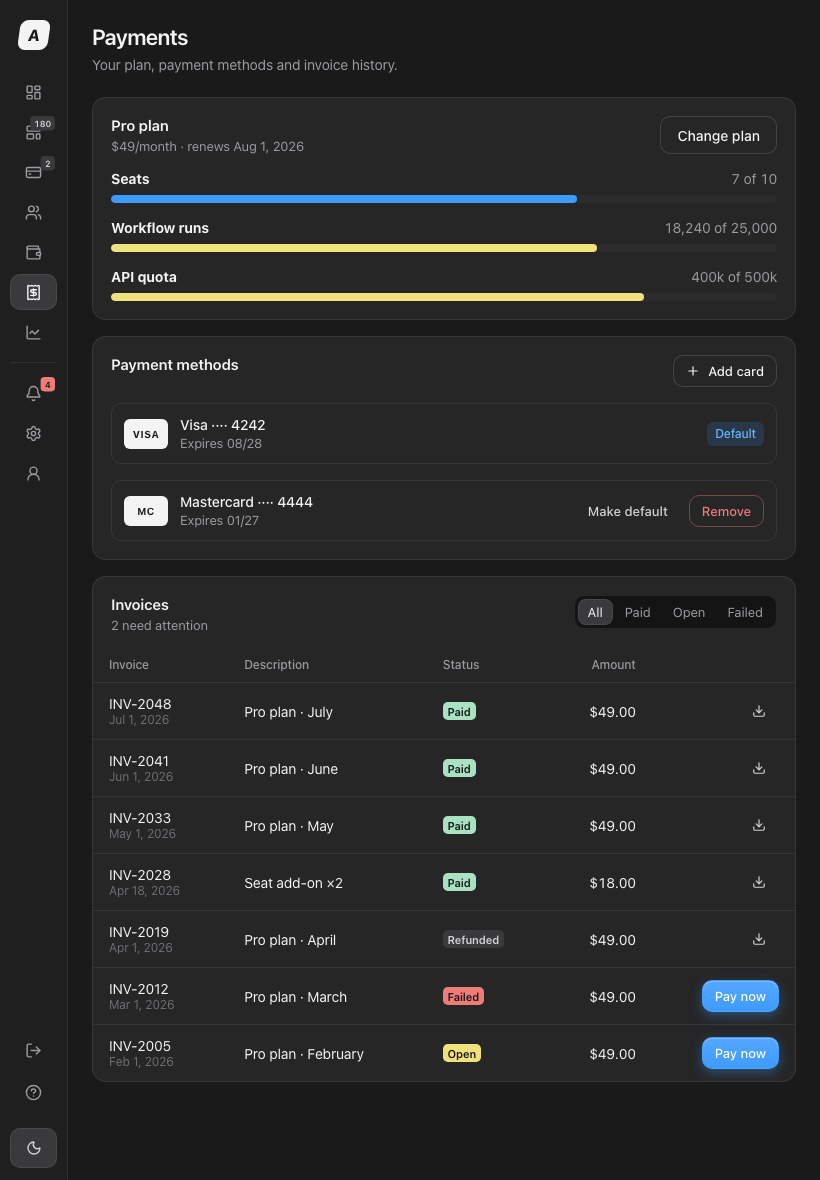 A
180
2
4
Payments
Your plan, payment methods and invoice history.
Pro plan
$49/month · renews Aug 1, 2026
Change plan
Seats
7 of 10
Workflow runs
18,240 of 25,000
API quota
400k of 500k
Payment methods
Add card
VISA
Visa ···· 4242
Expires 08/28
Default
MC
Mastercard ···· 4444
Expires 01/27
Make default
Remove
Invoices
2 need attention
All Paid Open Failed
Invoice Description Status Amount
INV-2048
Jul 1, 2026
Pro plan · July
Paid
$49.00
INV-2041
Jun 1, 2026
Pro plan · June
Paid
$49.00
INV-2033
May 1, 2026
Pro plan · May
Paid
$49.00
INV-2028
Apr 18, 2026
Seat add-on ×2
Paid
$18.00
INV-2019
Apr 1, 2026
Pro plan · April
Refunded
$49.00
INV-2012
Mar 1, 2026
Pro plan · March
Failed
$49.00
Pay now
INV-2005
Feb 1, 2026
Pro plan · February
Open
$49.00
Pay now